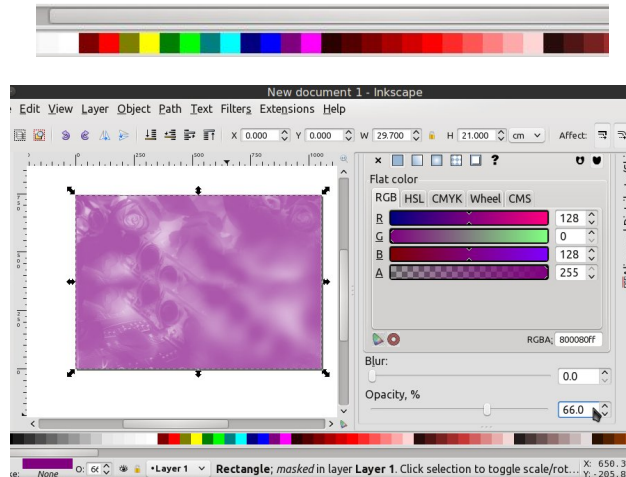 New document 1 - Inkscape
Edit View Layer Object Path Text Filters Extensions Help
X 0.000 Y 0.000 W 29.700 H 21.000 cm Affect:
0 250 500 750 1000
Flat color
RGB HSL CMYK Wheel CMS
R 128
G 0
B 128
A 255
RGBA: 800080ff
Blur:
0.0
Opacity, %
66.0
None O: 66 Layer 1 Rectangle; masked in layer Layer 1. Click selection to toggle scale/rot... X: 650.3
Y: -205.8